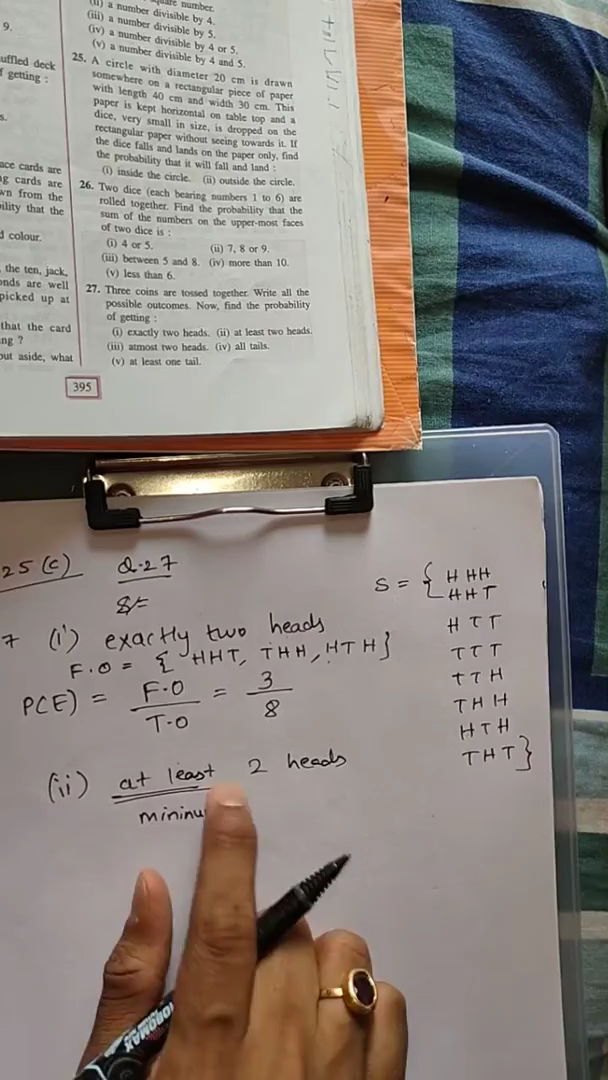 9.
uffled deck
f getting :
s.
ace cards are
ng cards are
wn from the
bility that the
d colour.
the ten, jack,
onds are well
picked up at
that the card
ng ?
out aside, what
square number.
(ii) a number divisible by 4.
(iii) a number divisible by 5.
(iv) a number divisible by 4 or 5.
(v) a number divisible by 4 and 5.
25. A circle with diameter 20 cm is drawn
somewhere on a rectangular piece of paper
with length 40 cm and width 30 cm. This
paper is kept horizontal on table top and a
dice, very small in size, is dropped on the
rectangular paper without seeing towards it. If
the dice falls and lands on the paper only, find
the probability that it will fall and land :
(i) inside the circle. (ii) outside the circle.
26. Two dice (each bearing numbers 1 to 6) are
rolled together. Find the probability that the
sum of the numbers on the upper-most faces
of two dice is :
(i) 4 or 5. (ii) 7, 8 or 9.
(iii) between 5 and 8. (iv) more than 10.
(v) less than 6.
27. Three coins are tossed together. Write all the
possible outcomes. Now, find the probability
of getting :
(i) exactly two heads. (ii) at least two heads.
(iii) atmost two heads. (iv) all tails.
(v) at least one tail.
395
25 (c) Q.27
7 (i) exactly two heads
F.O = { HHT, THH, HTH}
P(E) = F.O / T.O = 3 / 8
(ii) at least 2 heads
mininu
S = { HHH
HHT
HTT
TTT
TTH
THH
HTH
THT}
MAX